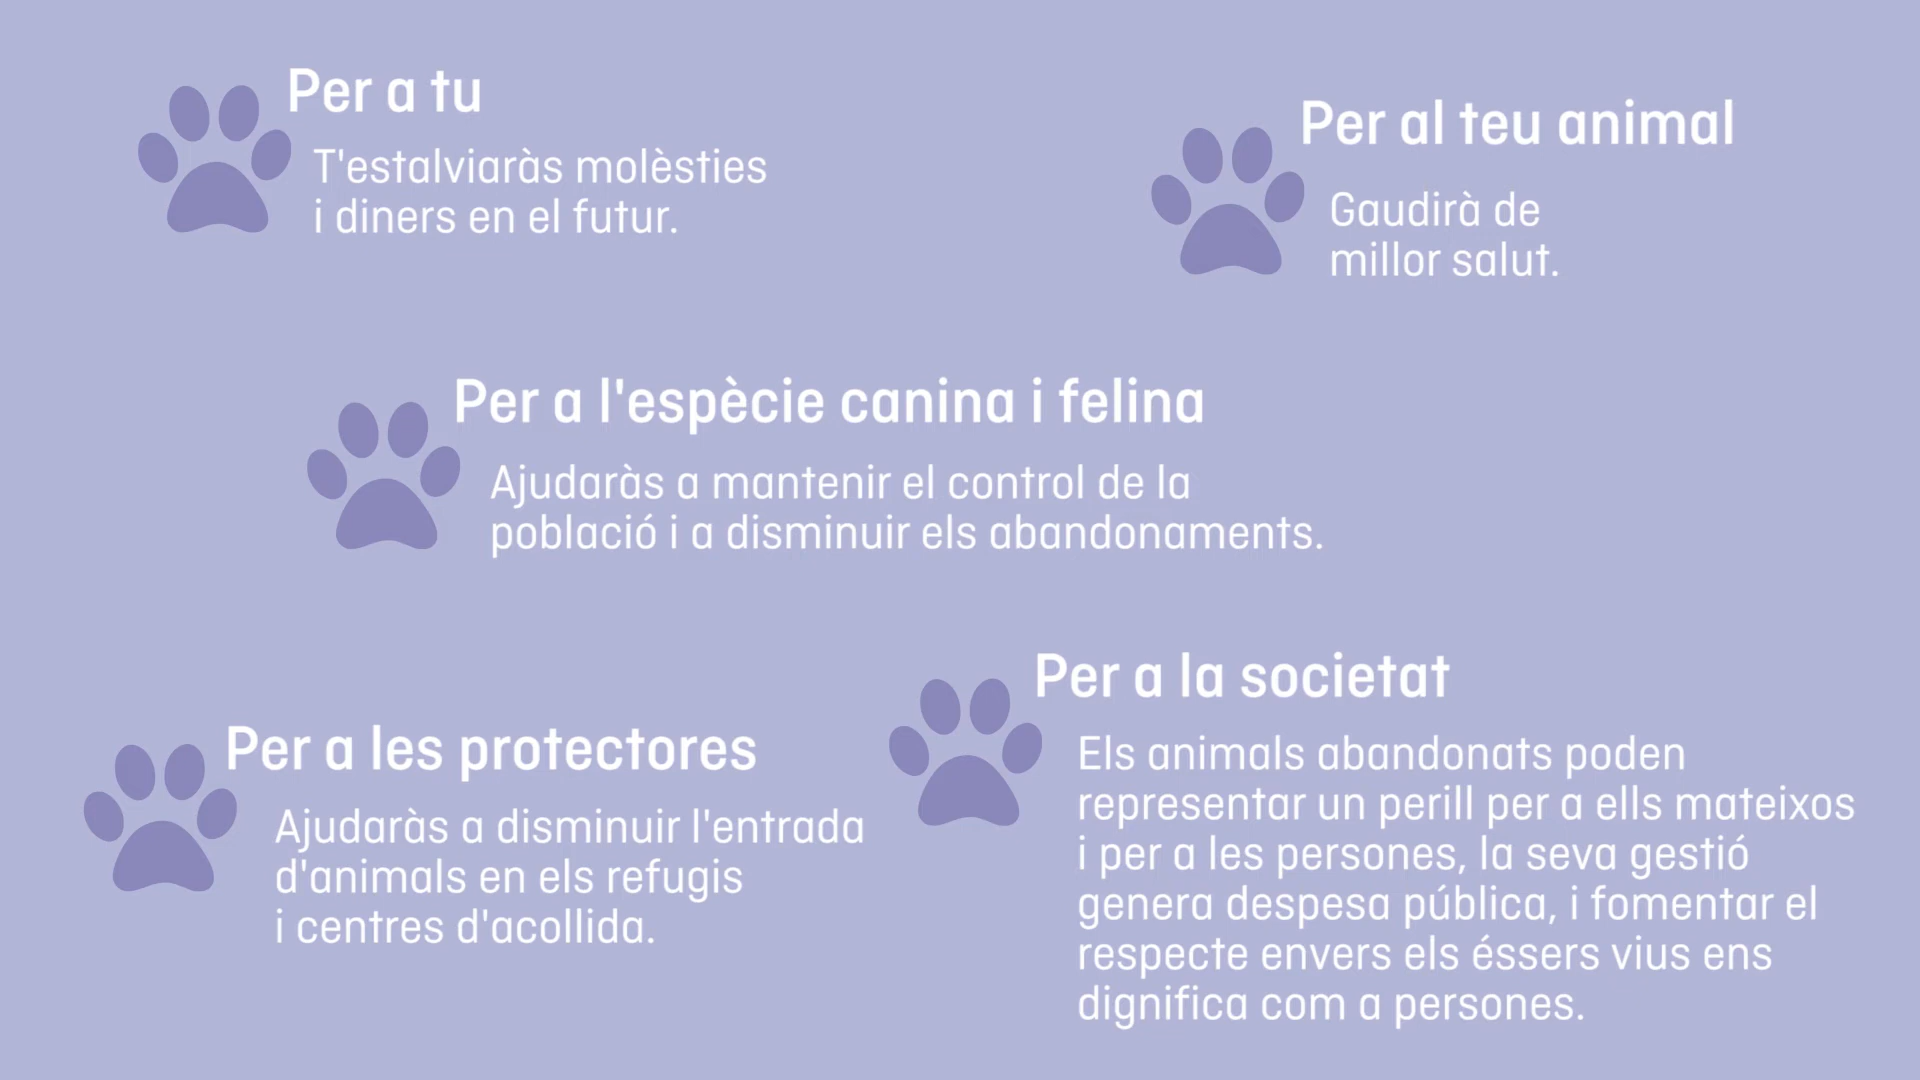 Per a tu
T'estalviaràs molèsties
i diners en el futur.
Per al teu animal
Gaudirà de
millor salut.
Per a l'espècie canina i felina
Ajudaràs a mantenir el control de la
població i a disminuir els abandonaments.
Per a les protectores
Ajudaràs a disminuir l'entrada
d'animals en els refugis
i centres d'acollida.
Per a la societat
Els animals abandonats poden
representar un perill per a ells mateixos
i per a les persones, la seva gestió
genera despesa pública, i fomentar el
respecte envers els éssers vius ens
dignifica com a persones.